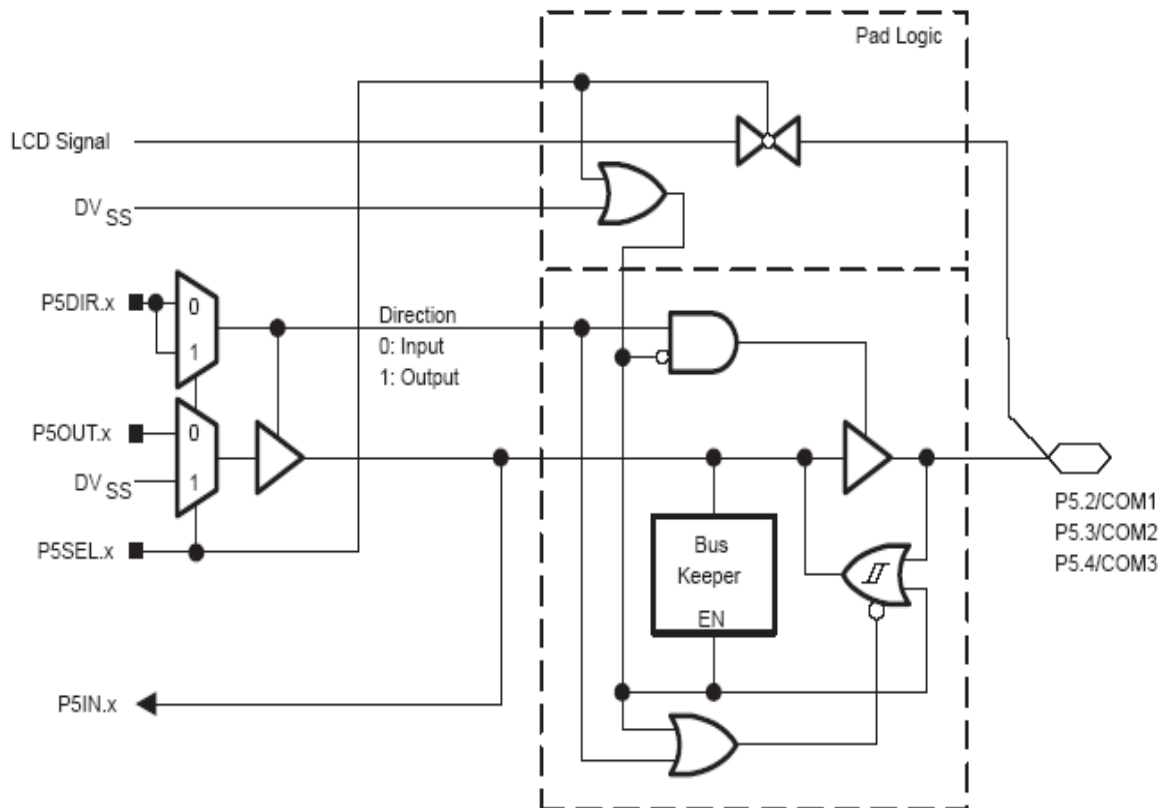 Pad Logic
LCD Signal
DVSS
P5DIR.x
0
1
Direction
0: Input
1: Output
P5OUT.x
0
DVSS
1
P5SEL.x
Bus
Keeper
EN
P5.2/COM1
P5.3/COM2
P5.4/COM3
P5IN.x